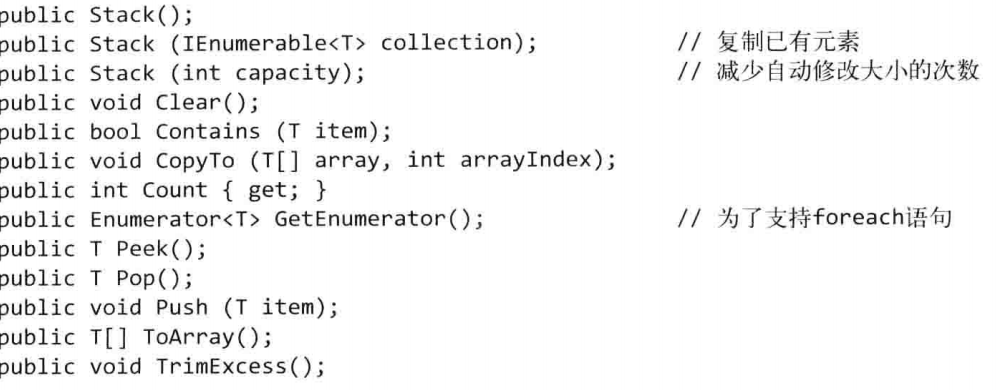 public Stack();
public Stack (IEnumerable<T> collection); // 复制已有元素
public Stack (int capacity); // 减少自动修改大小的次数
public void Clear();
public bool Contains (T item);
public void CopyTo (T[] array, int arrayIndex);
public int Count { get; }
public Enumerator<T> GetEnumerator(); // 为了支持foreach语句
public T Peek();
public T Pop();
public void Push (T item);
public T[] ToArray();
public void TrimExcess();